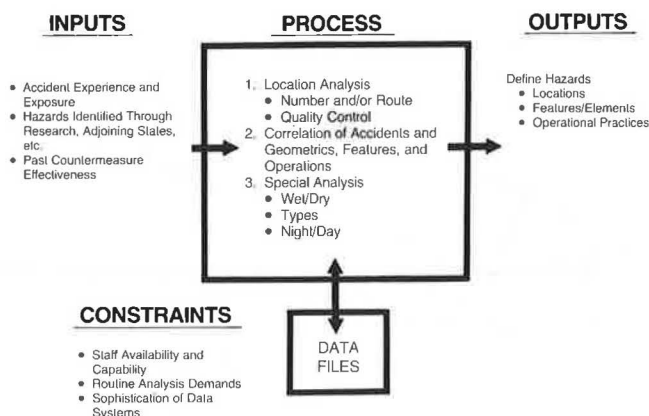 INPUTS
• Accident Experience and
Exposure
• Hazards Identified Through
Research, Adjoining States,
etc.
• Past Countermeasure
Effectiveness
PROCESS
1. Location Analysis
• Number and/or Route
• Quality Control
2. Correlation of Accidents and
Geometrics, Features, and
Operations
3. Special Analysis
• Wet/Dry
• Types
• Night/Day
OUTPUTS
Define Hazards
• Locations
• Features/Elements
• Operational Practices
CONSTRAINTS
• Staff Availability and
Capability
• Routine Analysis Demands
• Sophistication of Data
Systems
DATA
FILES